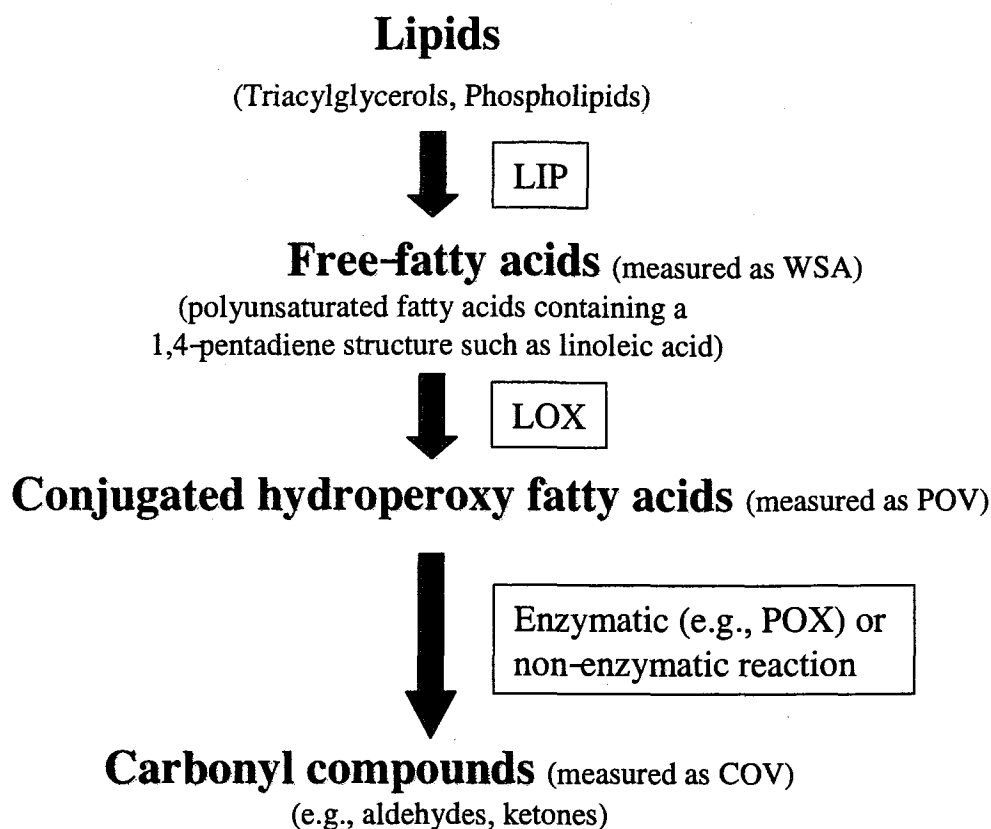 Lipids
(Triacylglycerols, Phospholipids)
LIP
Free-fatty acids (measured as WSA)
(polyunsaturated fatty acids containing a
1,4-pentadiene structure such as linoleic acid)
LOX
Conjugated hydroperoxy fatty acids (measured as POV)
Enzymatic (e.g., POX) or
non-enzymatic reaction
Carbonyl compounds (measured as COV)
(e.g., aldehydes, ketones)